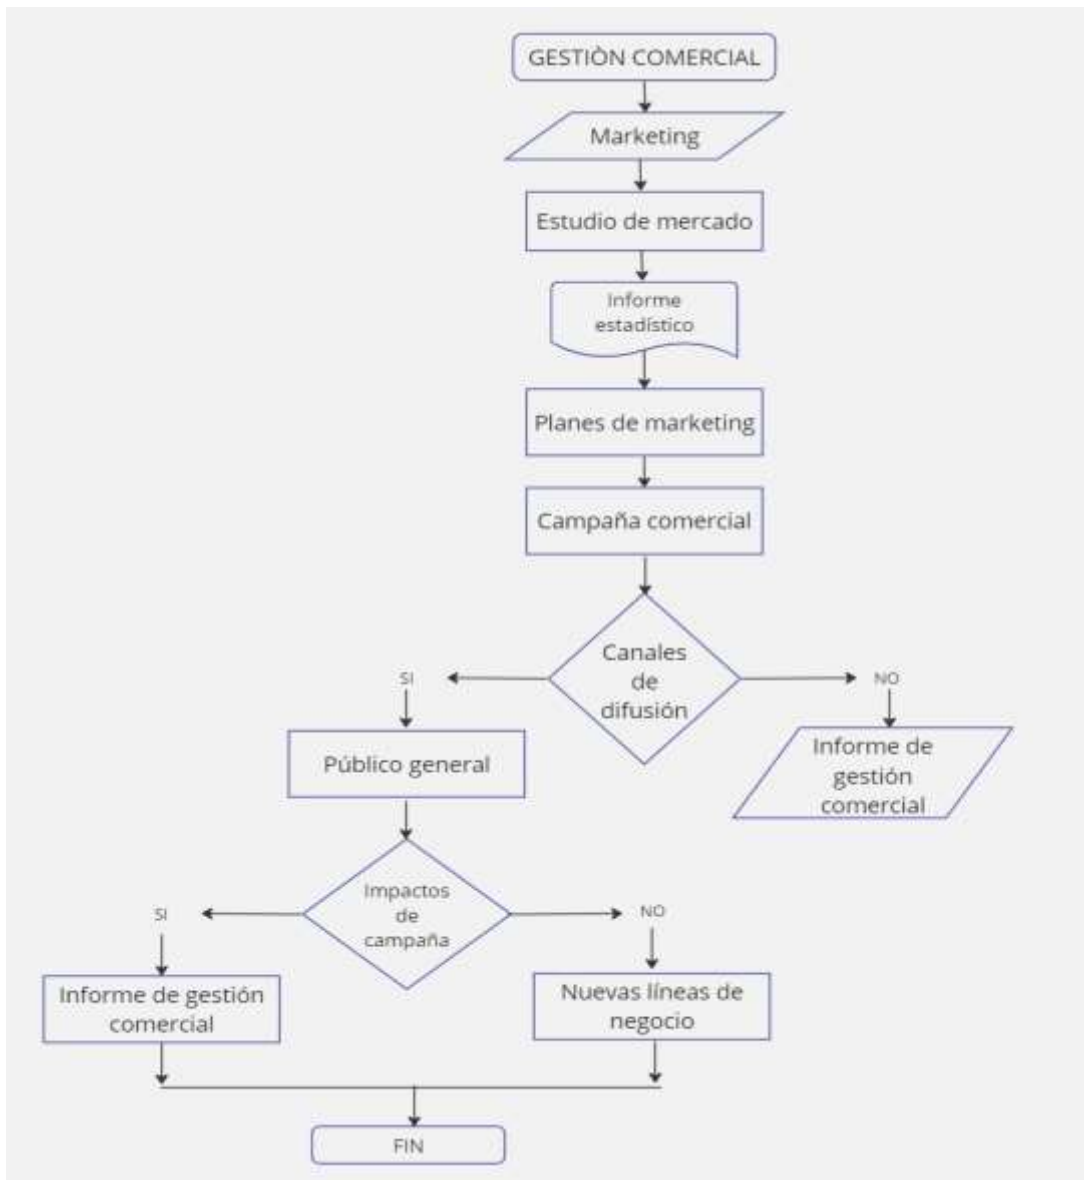 GESTIÒN COMERCIAL
Marketing
Estudio de mercado
Informe
estadístico
Planes de marketing
Campaña comercial
Canales
de
difusión
SI
NO
Público general
Informe de
gestión
comercial
Impactos
de
campaña
SI
NO
Informe de gestión
comercial
Nuevas líneas de
negocio
FIN